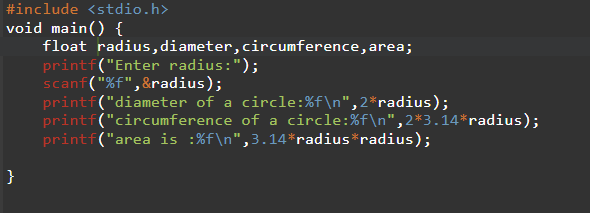 #include <stdio.h>
void main() {
    float radius,diameter,circumference,area;
    printf("Enter radius:");
    scanf("%f",&radius);
    printf("diameter of a circle:%f\n",2*radius);
    printf("circumference of a circle:%f\n",2*3.14*radius);
    printf("area is :%f\n",3.14*radius*radius);
}